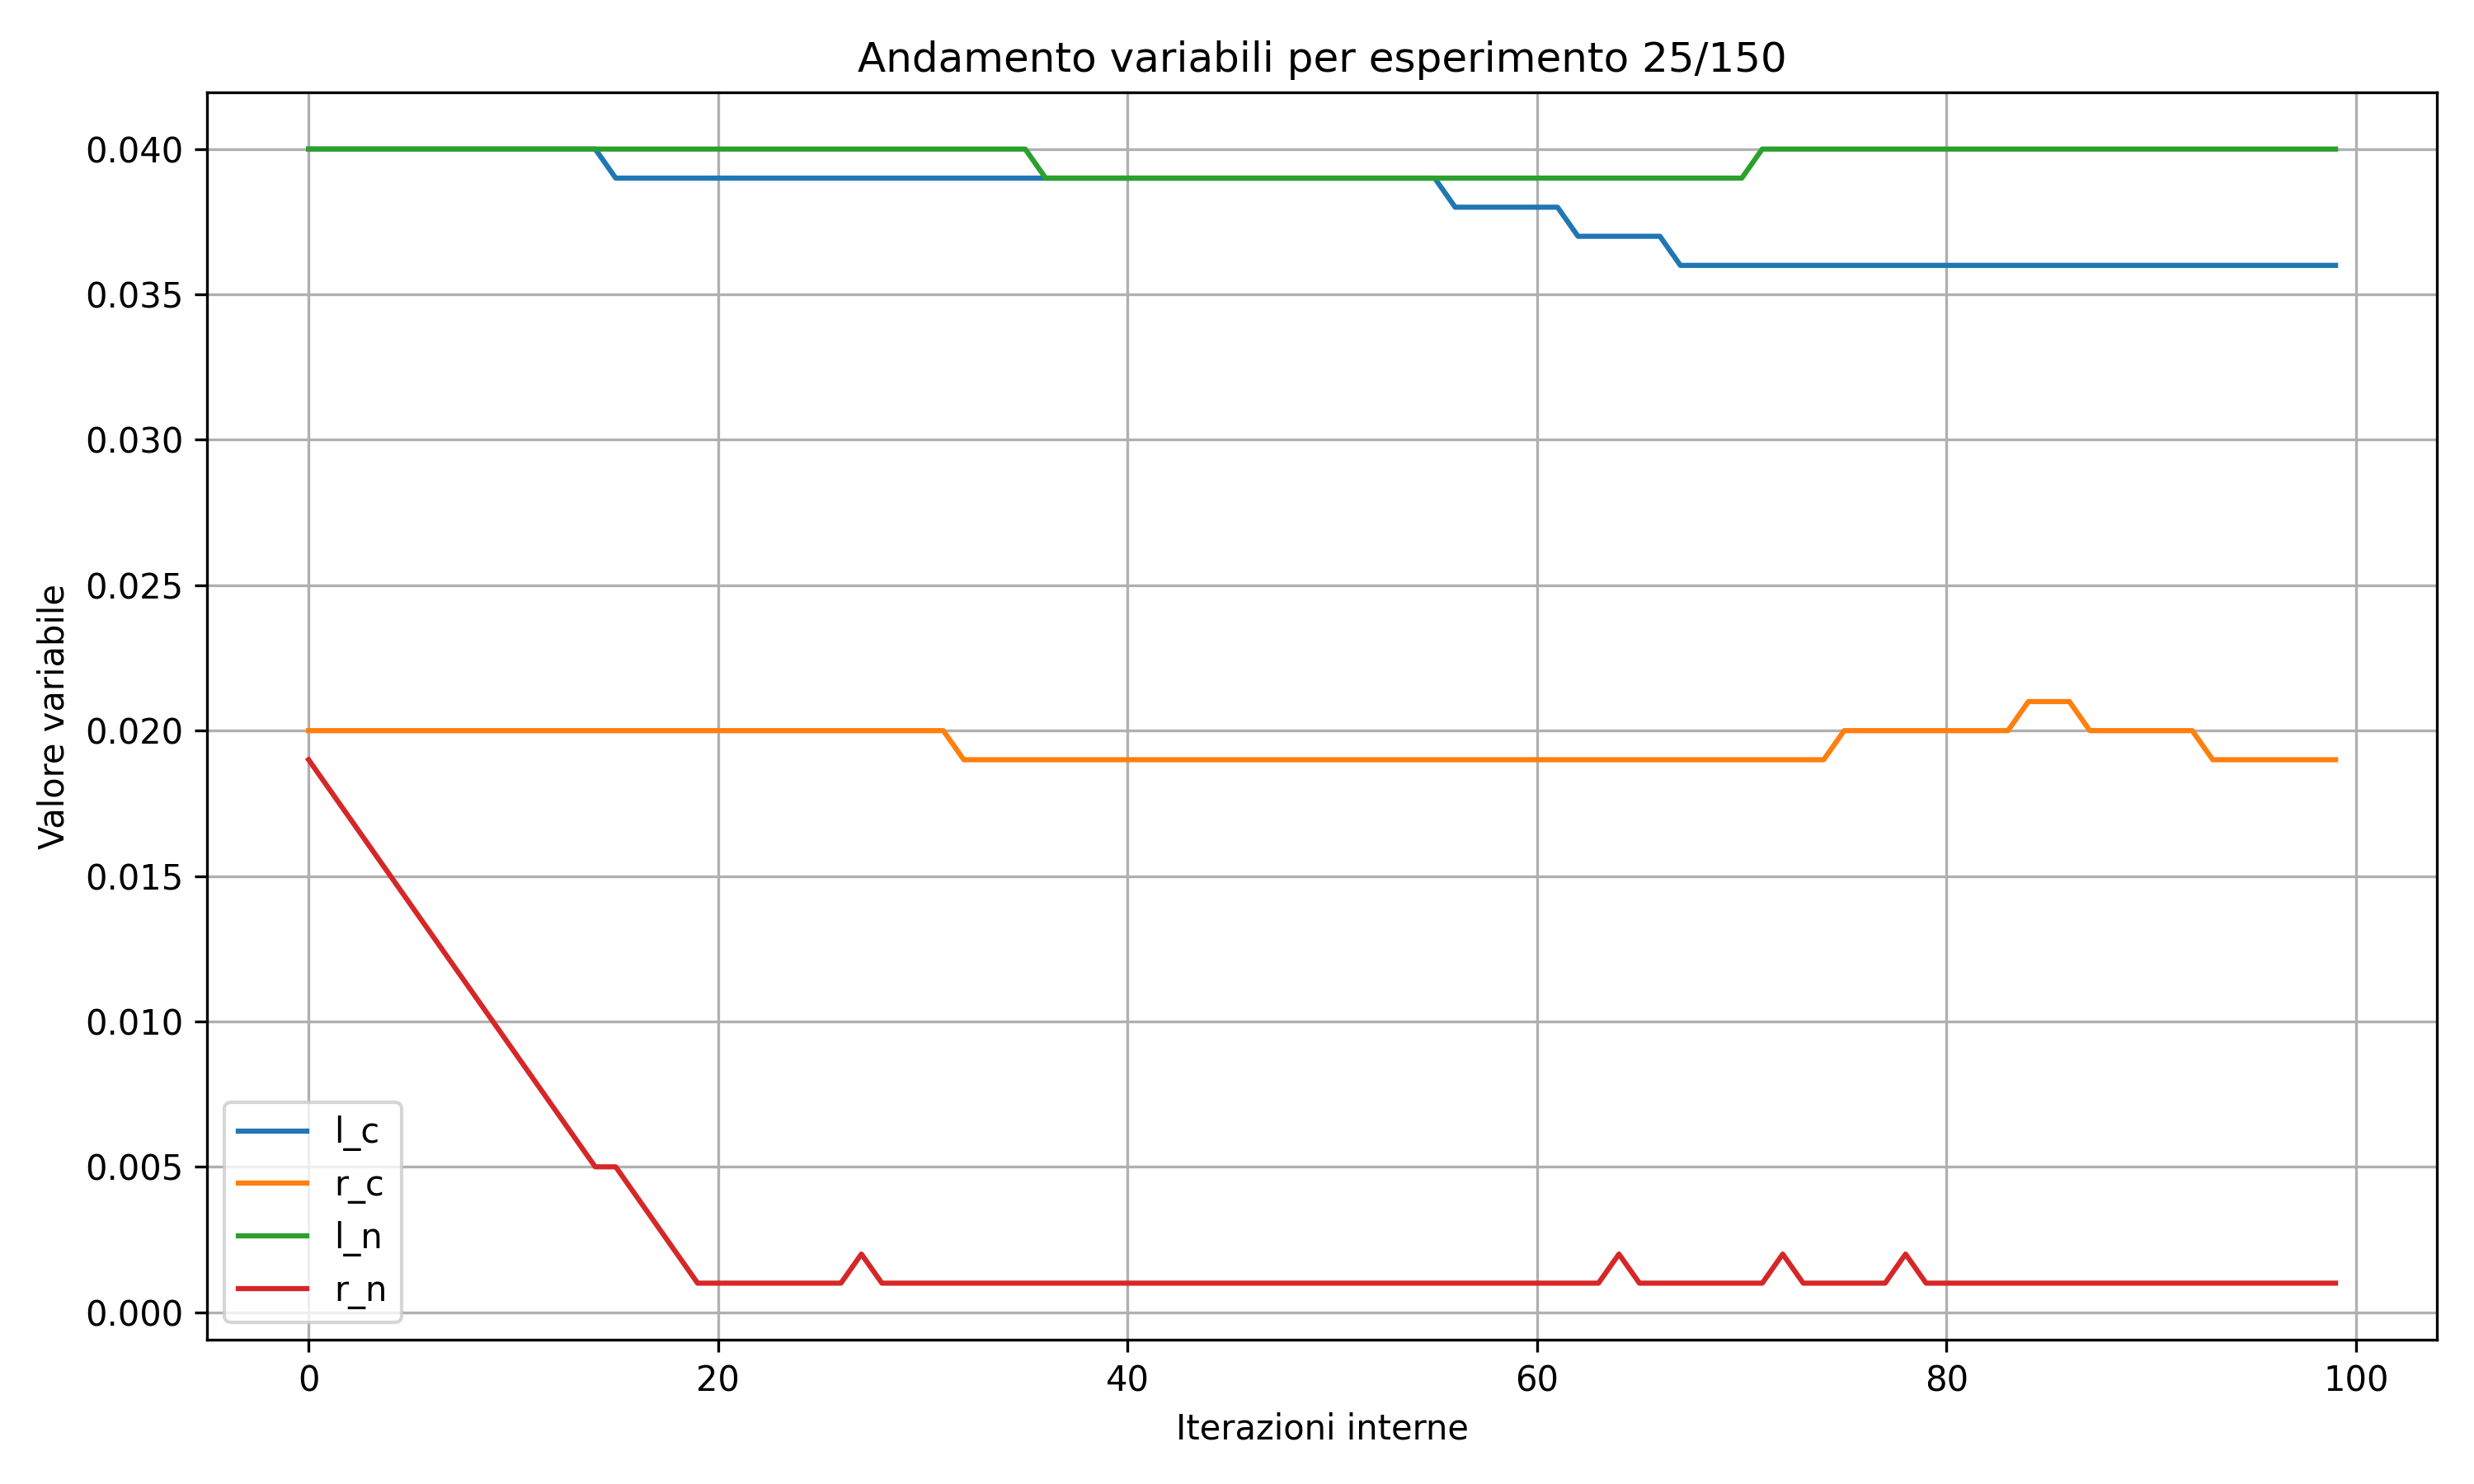 Andamento variabili per esperimento 25/150
Valore variabile
0.040
0.035
0.030
0.025
0.020
0.015
0.010
0.005
0.000
l_c
r_c
l_n
r_n
0 20 40 60 80 100
Iterazioni interne